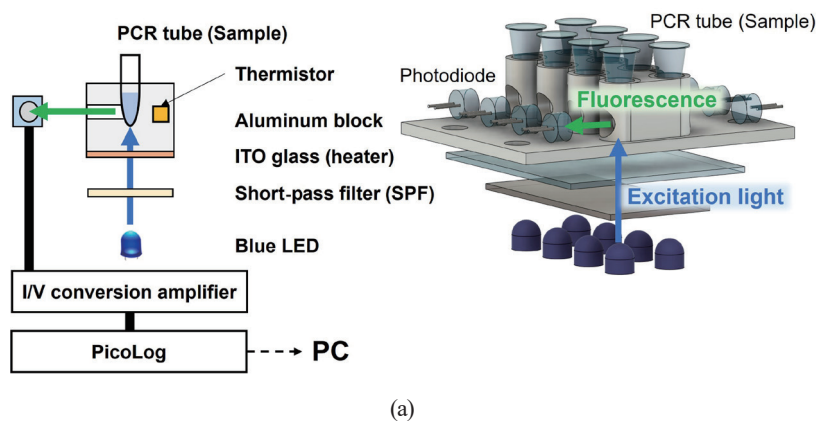 PCR tube (Sample)
Thermistor
Aluminum block
ITO glass (heater)
Short-pass filter (SPF)
Blue LED
I/V conversion amplifier
PicoLog
PC
PCR tube (Sample)
Photodiode
Fluorescence
Excitation light
(a)